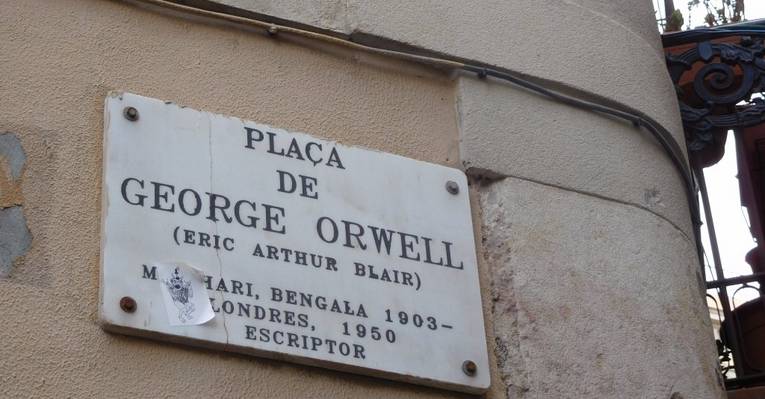 PLAÇA
DE
GEORGE ORWELL
(ERIC ARTHUR BLAIR)
BENGALA 1903–
LONDRES, 1950
ESCRIPTOR